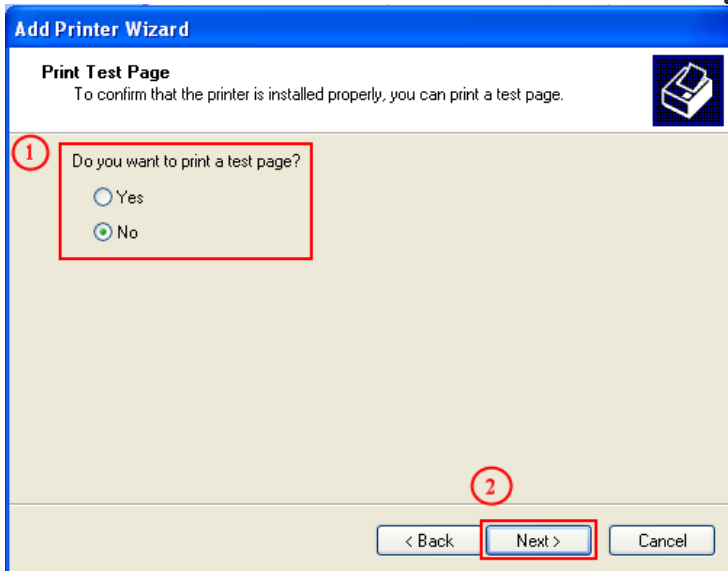 Add Printer Wizard
Print Test Page
To confirm that the printer is installed properly, you can print a test page.
1
Do you want to print a test page?
Yes
No
2
< Back
Next >
Cancel